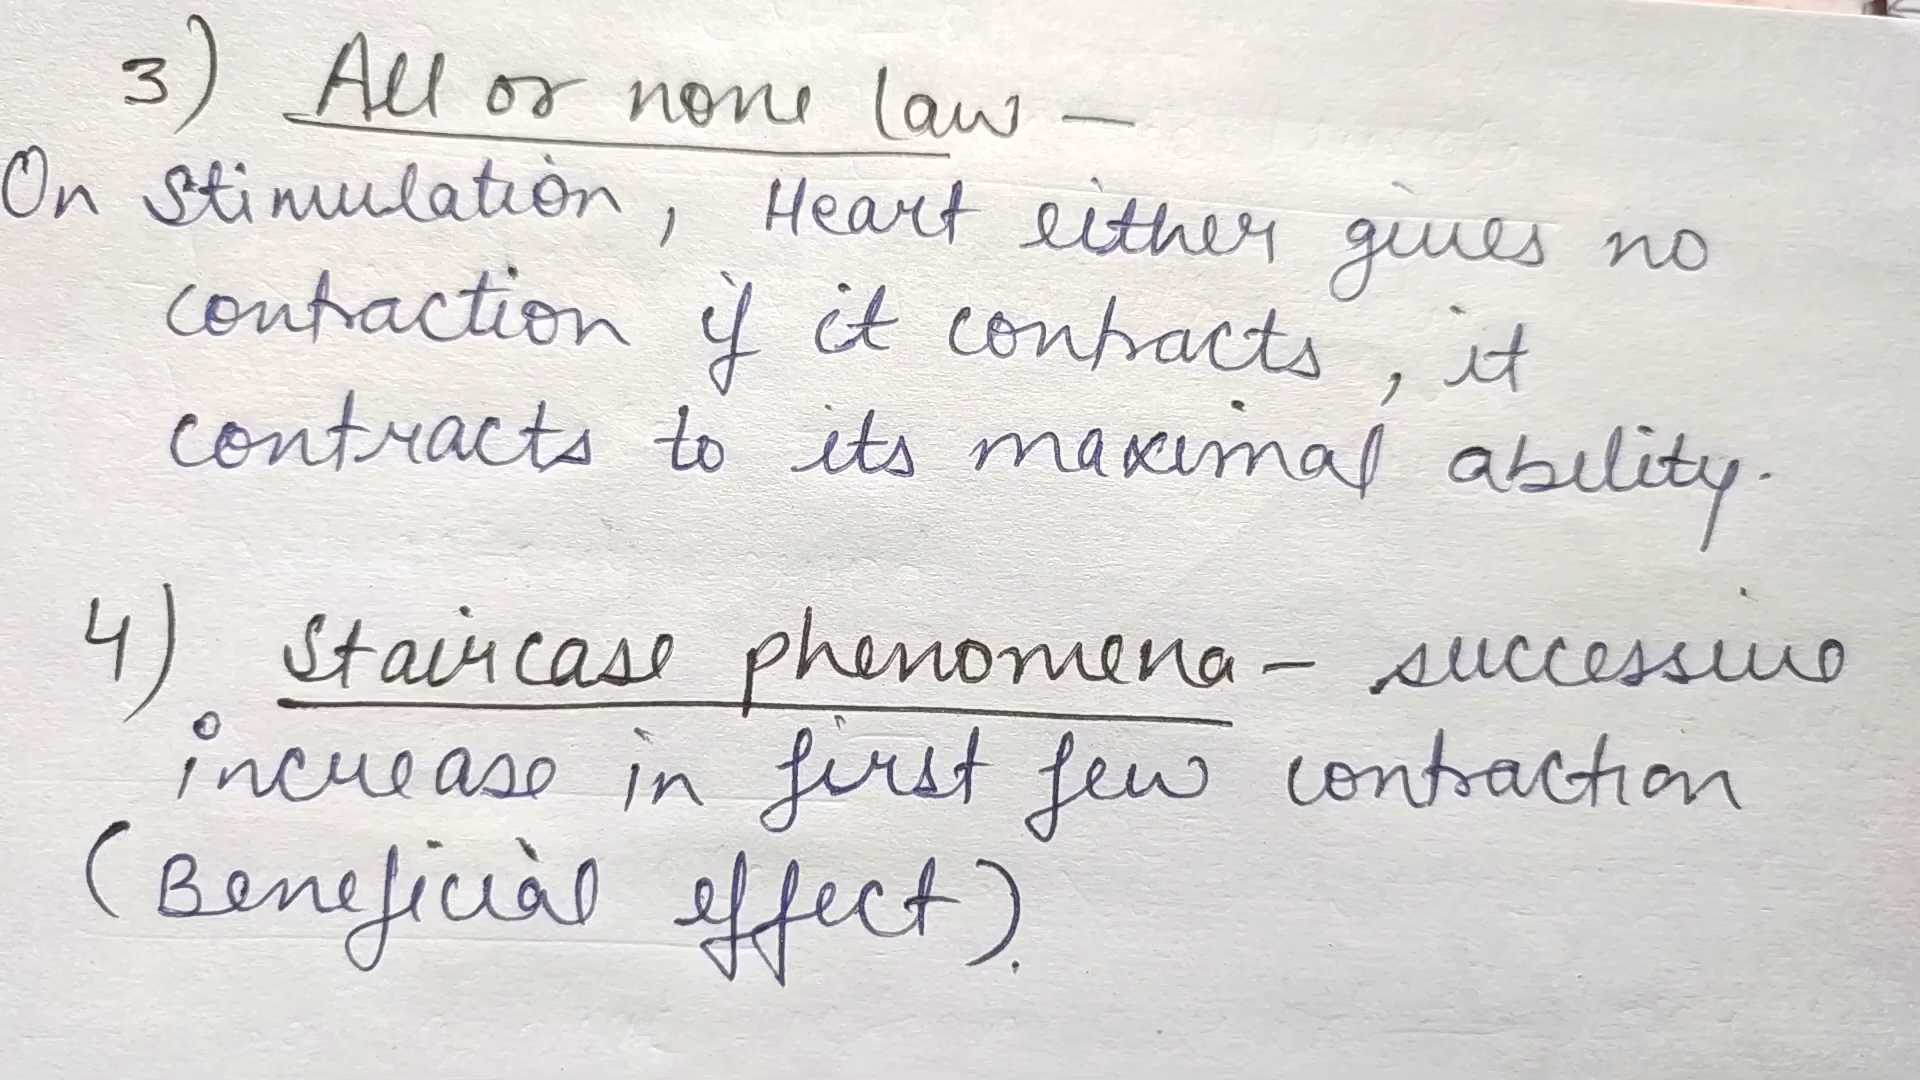 3) All or none law –
On stimulation, Heart either gives no
contraction if it contracts, it
contracts to its maximal ability.
4) Staircase phenomena – successive
increase in first few contraction
(Beneficial effect).